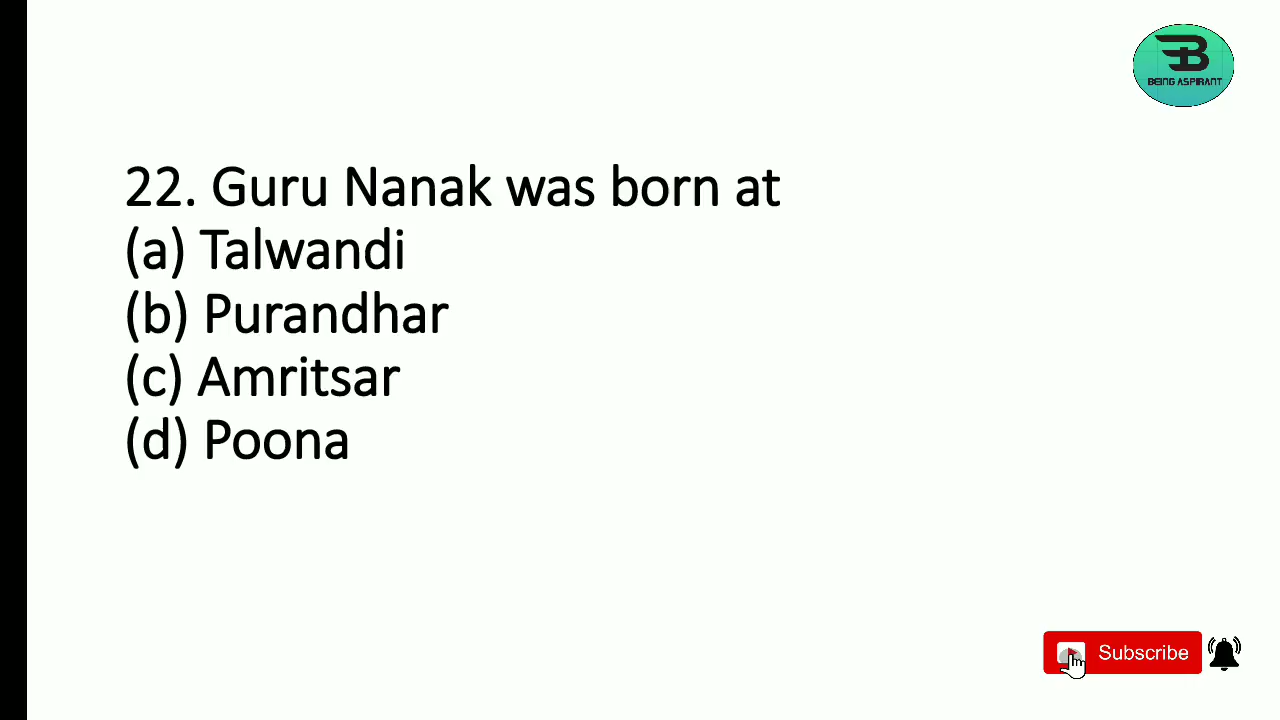 BEING ASPIRANT
22. Guru Nanak was born at
(a) Talwandi
(b) Purandhar
(c) Amritsar
(d) Poona
Subscribe